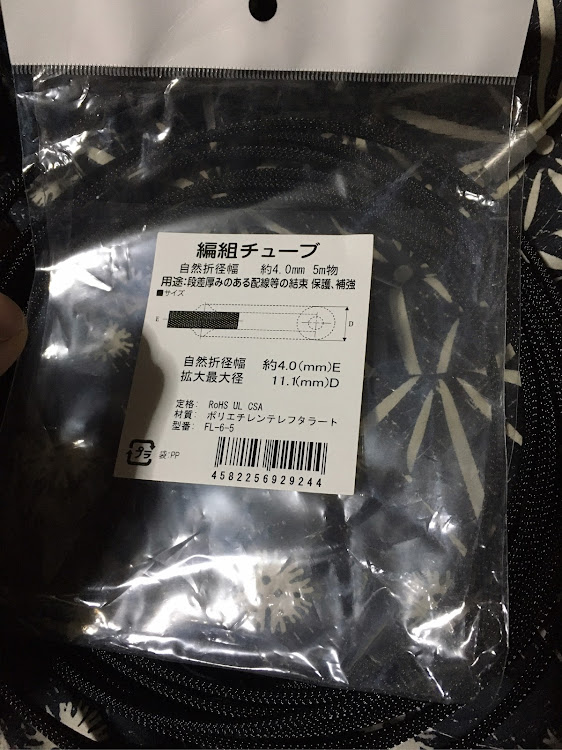 編組チューブ
自然折径幅 約4.0mm 5m物
用途:段差厚みのある配線等の結束 保護、補強
■サイズ
E
D
自然折径幅 約4.0(mm)E
拡大最大径 11.1(mm)D
定格: RoHS UL CSA
材質: ポリエチレンテレフタラート
型番: FL-6-5
プラ 袋:PP
4582256929244